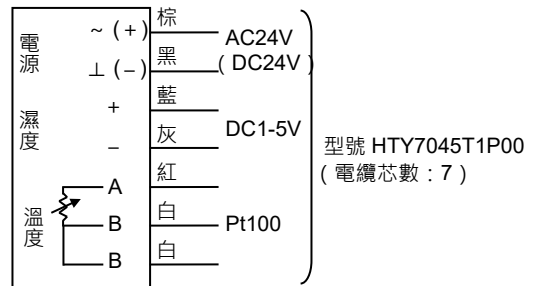 電源
~ (+)
棕
AC24V
⊥ (−)
黑
( DC24V )
濕度
+
藍
DC1-5V
−
灰
溫度
A
紅
B
白
Pt100
B
白
型號 HTY7045T1P00
( 電纜芯數：7 )